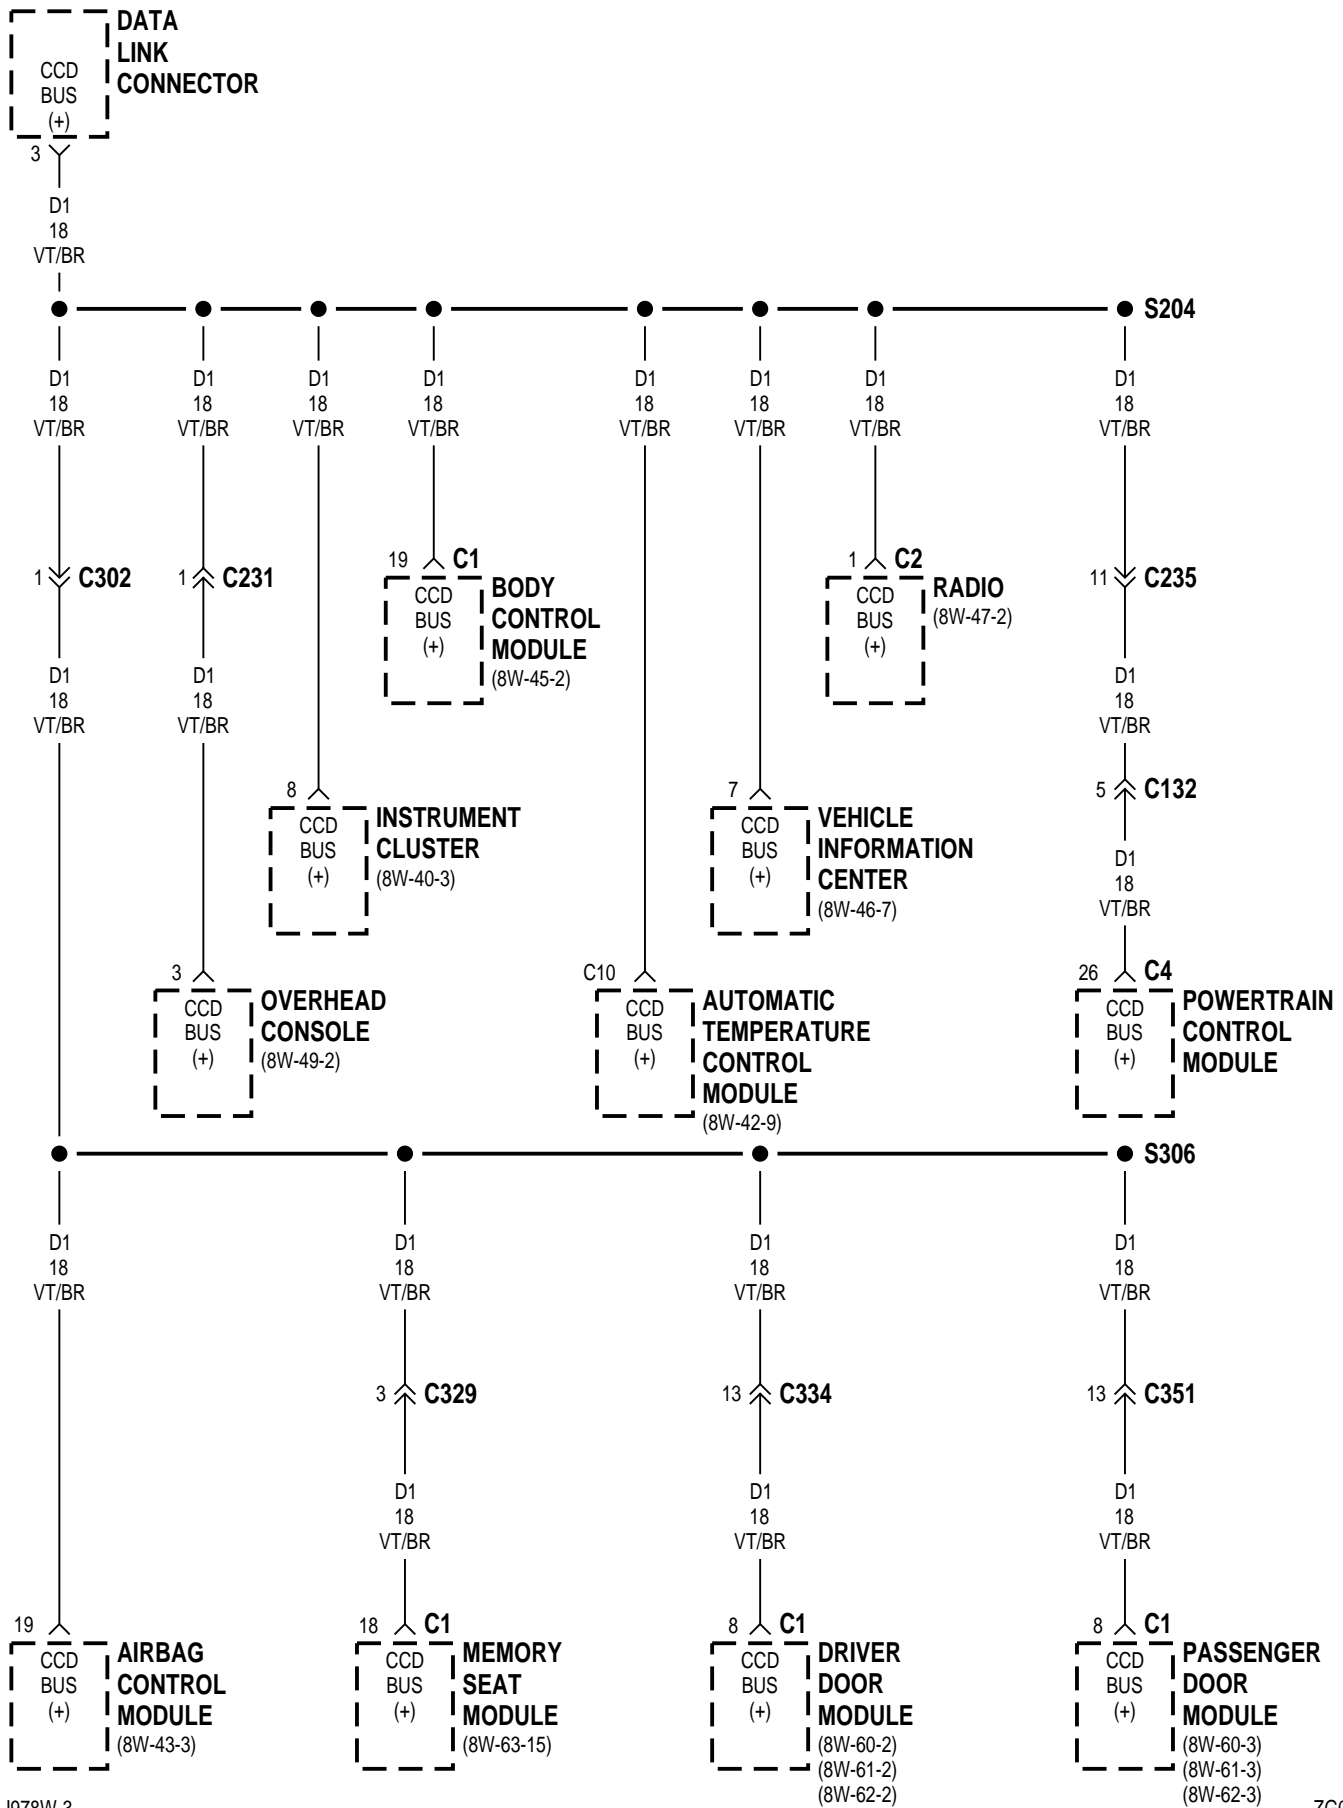 DATA
LINK
CONNECTOR
CCD
BUS
(+)
3
D1
18
VT/BR
S204
D1 D1 D1 D1 D1 D1 D1 D1
18 18 18 18 18 18 18 18
VT/BR VT/BR VT/BR VT/BR VT/BR VT/BR VT/BR VT/BR
1 C302
1 C231
19 C1
CCD
BUS
(+)
BODY
CONTROL
MODULE
(8W-45-2)
1 C2
CCD
BUS
(+)
RADIO
(8W-47-2)
11 C235
D1 D1 D1
18 18 18
VT/BR VT/BR VT/BR
8
CCD
BUS
(+)
INSTRUMENT
CLUSTER
(8W-40-3)
7
CCD
BUS
(+)
VEHICLE
INFORMATION
CENTER
(8W-46-7)
5 C132
D1
18
VT/BR
3
CCD
BUS
(+)
OVERHEAD
CONSOLE
(8W-49-2)
C10
CCD
BUS
(+)
AUTOMATIC
TEMPERATURE
CONTROL
MODULE
(8W-42-9)
26 C4
CCD
BUS
(+)
POWERTRAIN
CONTROL
MODULE
S306
D1 D1 D1 D1
18 18 18 18
VT/BR VT/BR VT/BR VT/BR
3 C329
13 C334
13 C351
D1 D1 D1
18 18 18
VT/BR VT/BR VT/BR
19
CCD
BUS
(+)
AIRBAG
CONTROL
MODULE
(8W-43-3)
18 C1
CCD
BUS
(+)
MEMORY
SEAT
MODULE
(8W-63-15)
8 C1
CCD
BUS
(+)
DRIVER
DOOR
MODULE
(8W-60-2)
(8W-61-2)
(8W-62-2)
8 C1
CCD
BUS
(+)
PASSENGER
DOOR
MODULE
(8W-60-3)
(8W-61-3)
(8W-62-3)
J978W-3